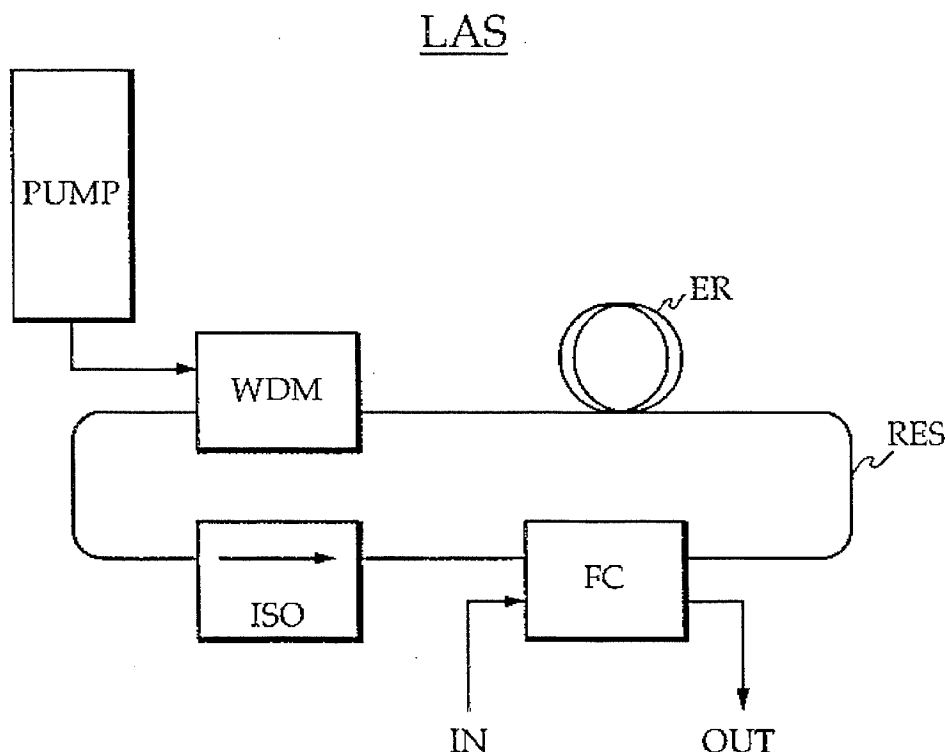 LAS
PUMP
ER
WDM
RES
FC
ISO
IN
OUT